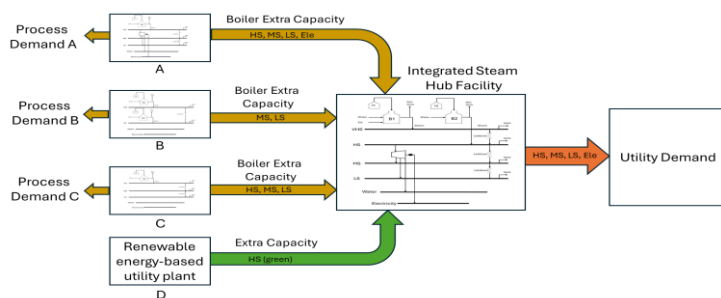 Process
Demand A
A
Boiler Extra Capacity
HS, MS, LS, Ele
Process
Demand B
B
Boiler Extra
Capacity
MS, LS
Process
Demand C
C
Boiler Extra
Capacity
HS, MS, LS
Renewable
energy-based
utility plant
D
Extra Capacity
HS (green)
Integrated Steam
Hub Facility
B1
B2
VHS
HS
MS
LS
Water
Electricity
HS, MS, LS, Ele
Utility Demand